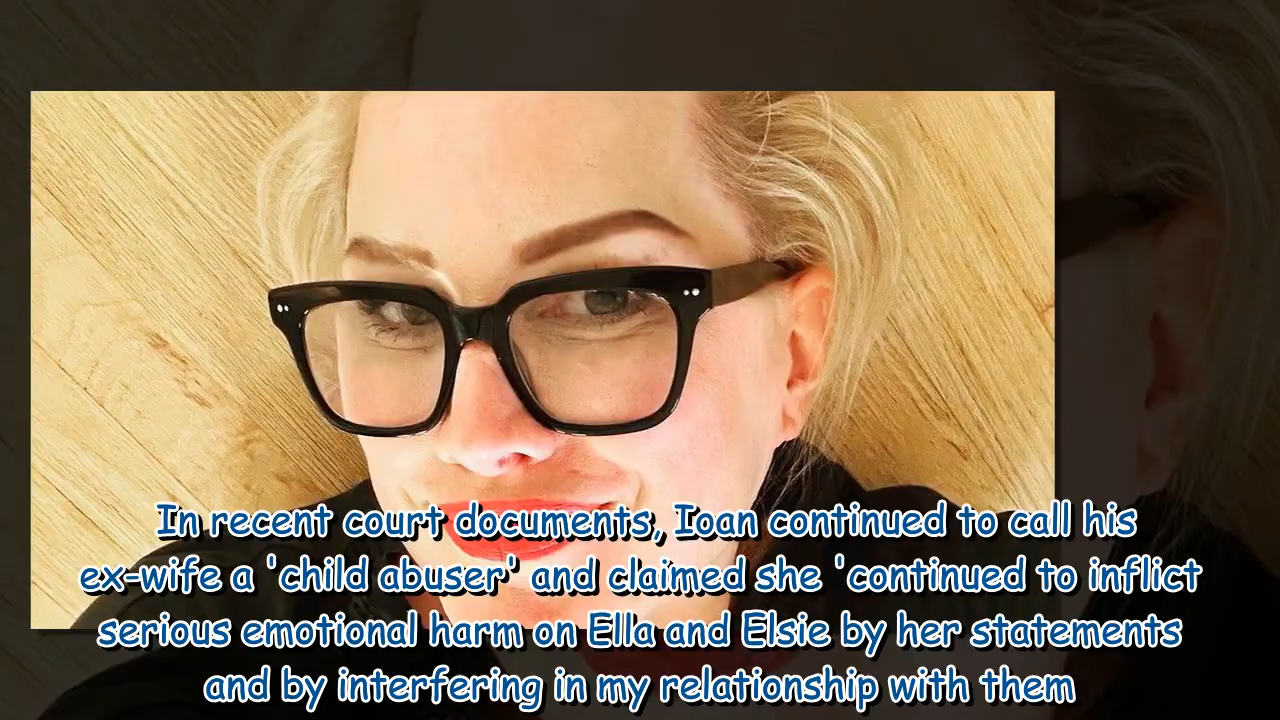 In recent court documents, Ioan continued to call his
ex-wife a 'child abuser' and claimed she 'continued to inflict
serious emotional harm on Ella and Elsie by her statements
and by interfering in my relationship with them